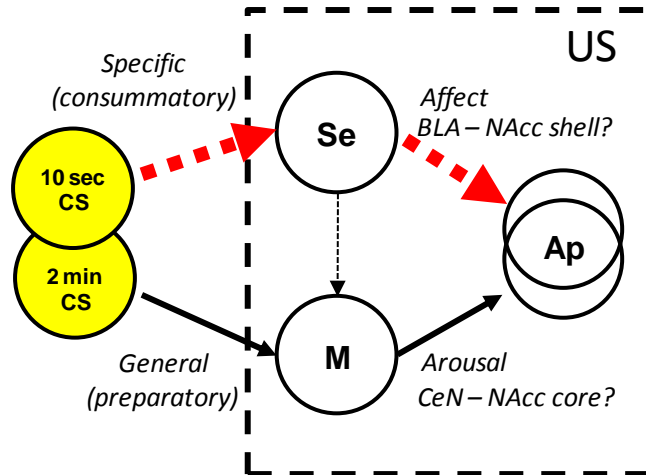 US
Specific
(consummatory)
Se
Affect
BLA – NAcc shell?
10 sec
CS
2 min
CS
Ap
M
General
(preparatory)
Arousal
CeN – NAcc core?